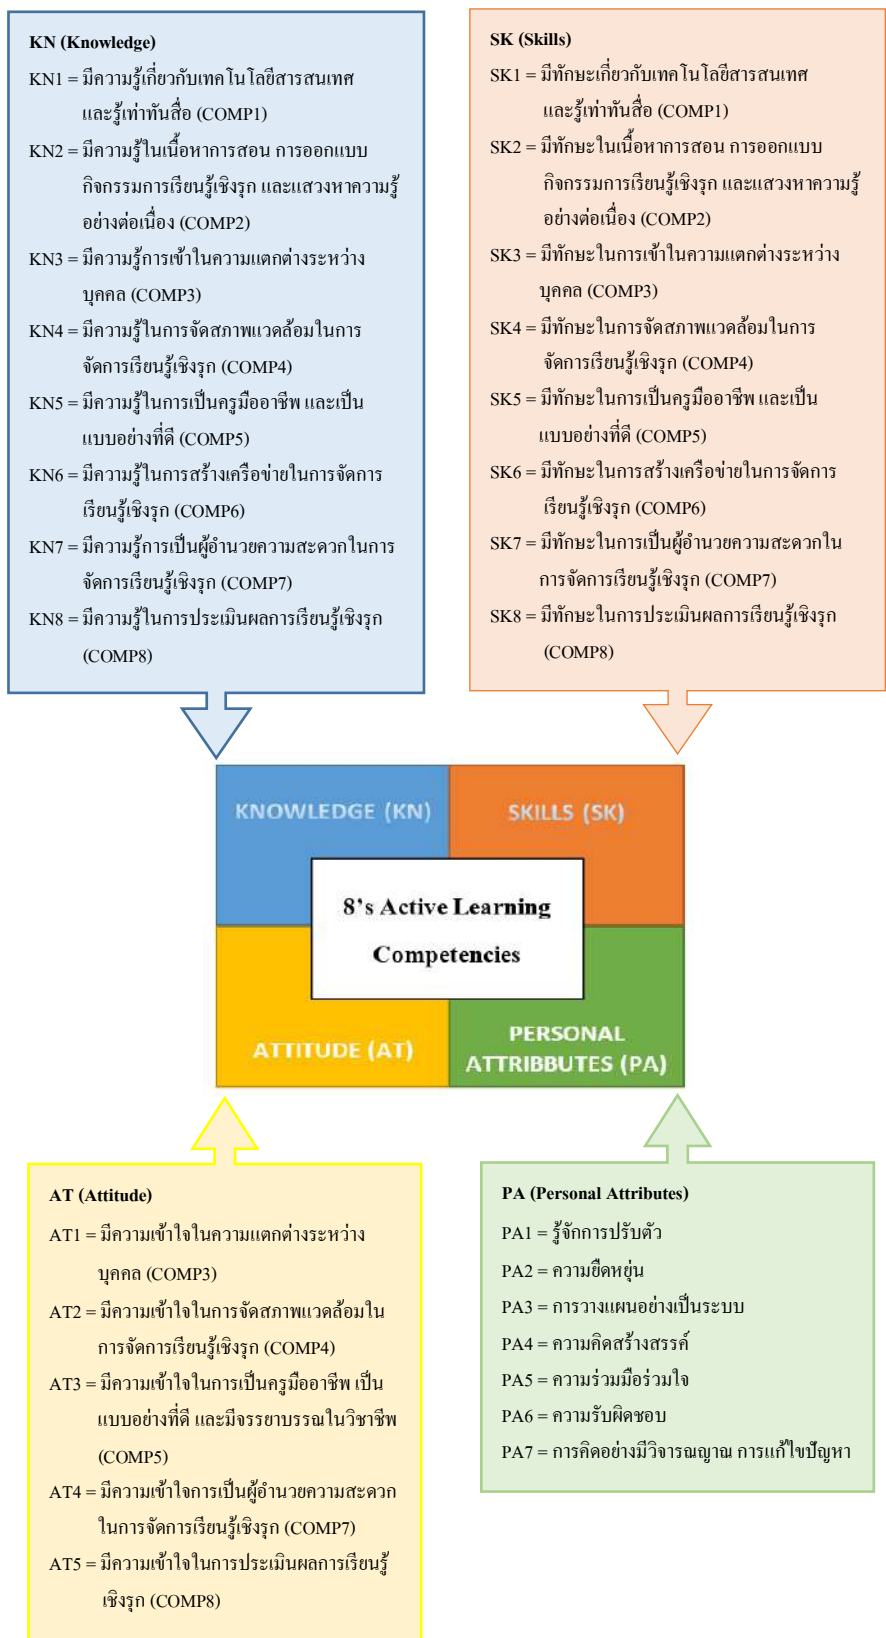 KN (Knowledge)
KN1 = มีความรู้เกี่ยวกับเทคโนโลยีสารสนเทศ
และรู้เท่าทันสื่อ (COMP1)
KN2 = มีความรู้ในเนื้อหาการสอน การออกแบบ
กิจกรรมการเรียนรู้เชิงรุก และแสวงหาความรู้
อย่างต่อเนื่อง (COMP2)
KN3 = มีความรู้การเข้าในความแตกต่างระหว่าง
บุคคล (COMP3)
KN4 = มีความรู้ในการจัดสภาพแวดล้อมในการ
จัดการเรียนรู้เชิงรุก (COMP4)
KN5 = มีความรู้ในการเป็นครูมืออาชีพ และเป็น
แบบอย่างที่ดี (COMP5)
KN6 = มีความรู้ในการสร้างเครือข่ายในการจัดการ
เรียนรู้เชิงรุก (COMP6)
KN7 = มีความรู้การเป็นผู้อำนวยความสะดวกในการ
จัดการเรียนรู้เชิงรุก (COMP7)
KN8 = มีความรู้ในการประเมินผลการเรียนรู้เชิงรุก
(COMP8)
SK (Skills)
SK1 = มีทักษะเกี่ยวกับเทคโนโลยีสารสนเทศ
และรู้เท่าทันสื่อ (COMP1)
SK2 = มีทักษะในเนื้อหาการสอน การออกแบบ
กิจกรรมการเรียนรู้เชิงรุก และแสวงหาความรู้
อย่างต่อเนื่อง (COMP2)
SK3 = มีทักษะในการเข้าในความแตกต่างระหว่าง
บุคคล (COMP3)
SK4 = มีทักษะในการจัดสภาพแวดล้อมในการ
จัดการเรียนรู้เชิงรุก (COMP4)
SK5 = มีทักษะในการเป็นครูมืออาชีพ และเป็น
แบบอย่างที่ดี (COMP5)
SK6 = มีทักษะในการสร้างเครือข่ายในการจัดการ
เรียนรู้เชิงรุก (COMP6)
SK7 = มีทักษะในการเป็นผู้อำนวยความสะดวกใน
การจัดการเรียนรู้เชิงรุก (COMP7)
SK8 = มีทักษะในการประเมินผลการเรียนรู้เชิงรุก
(COMP8)
KNOWLEDGE (KN)
SKILLS (SK)
8’s Active Learning
Competencies
ATTITUDE (AT)
PERSONAL
ATTRIBBUTES (PA)
AT (Attitude)
AT1 = มีความเข้าใจในความแตกต่างระหว่าง
บุคคล (COMP3)
AT2 = มีความเข้าใจในการจัดสภาพแวดล้อมใน
การจัดการเรียนรู้เชิงรุก (COMP4)
AT3 = มีความเข้าใจในการเป็นครูมืออาชีพ เป็น
แบบอย่างที่ดี และมีจรรยาบรรณในวิชาชีพ
(COMP5)
AT4 = มีความเข้าใจการเป็นผู้อำนวยความสะดวก
ในการจัดการเรียนรู้เชิงรุก (COMP7)
AT5 = มีความเข้าใจในการประเมินผลการเรียนรู้
เชิงรุก (COMP8)
PA (Personal Attributes)
PA1 = รู้จักการปรับตัว
PA2 = ความยืดหยุ่น
PA3 = การวางแผนอย่างเป็นระบบ
PA4 = ความคิดสร้างสรรค์
PA5 = ความร่วมมือร่วมใจ
PA6 = ความรับผิดชอบ
PA7 = การคิดอย่างมีวิจารณญาณ การแก้ไขปัญหา